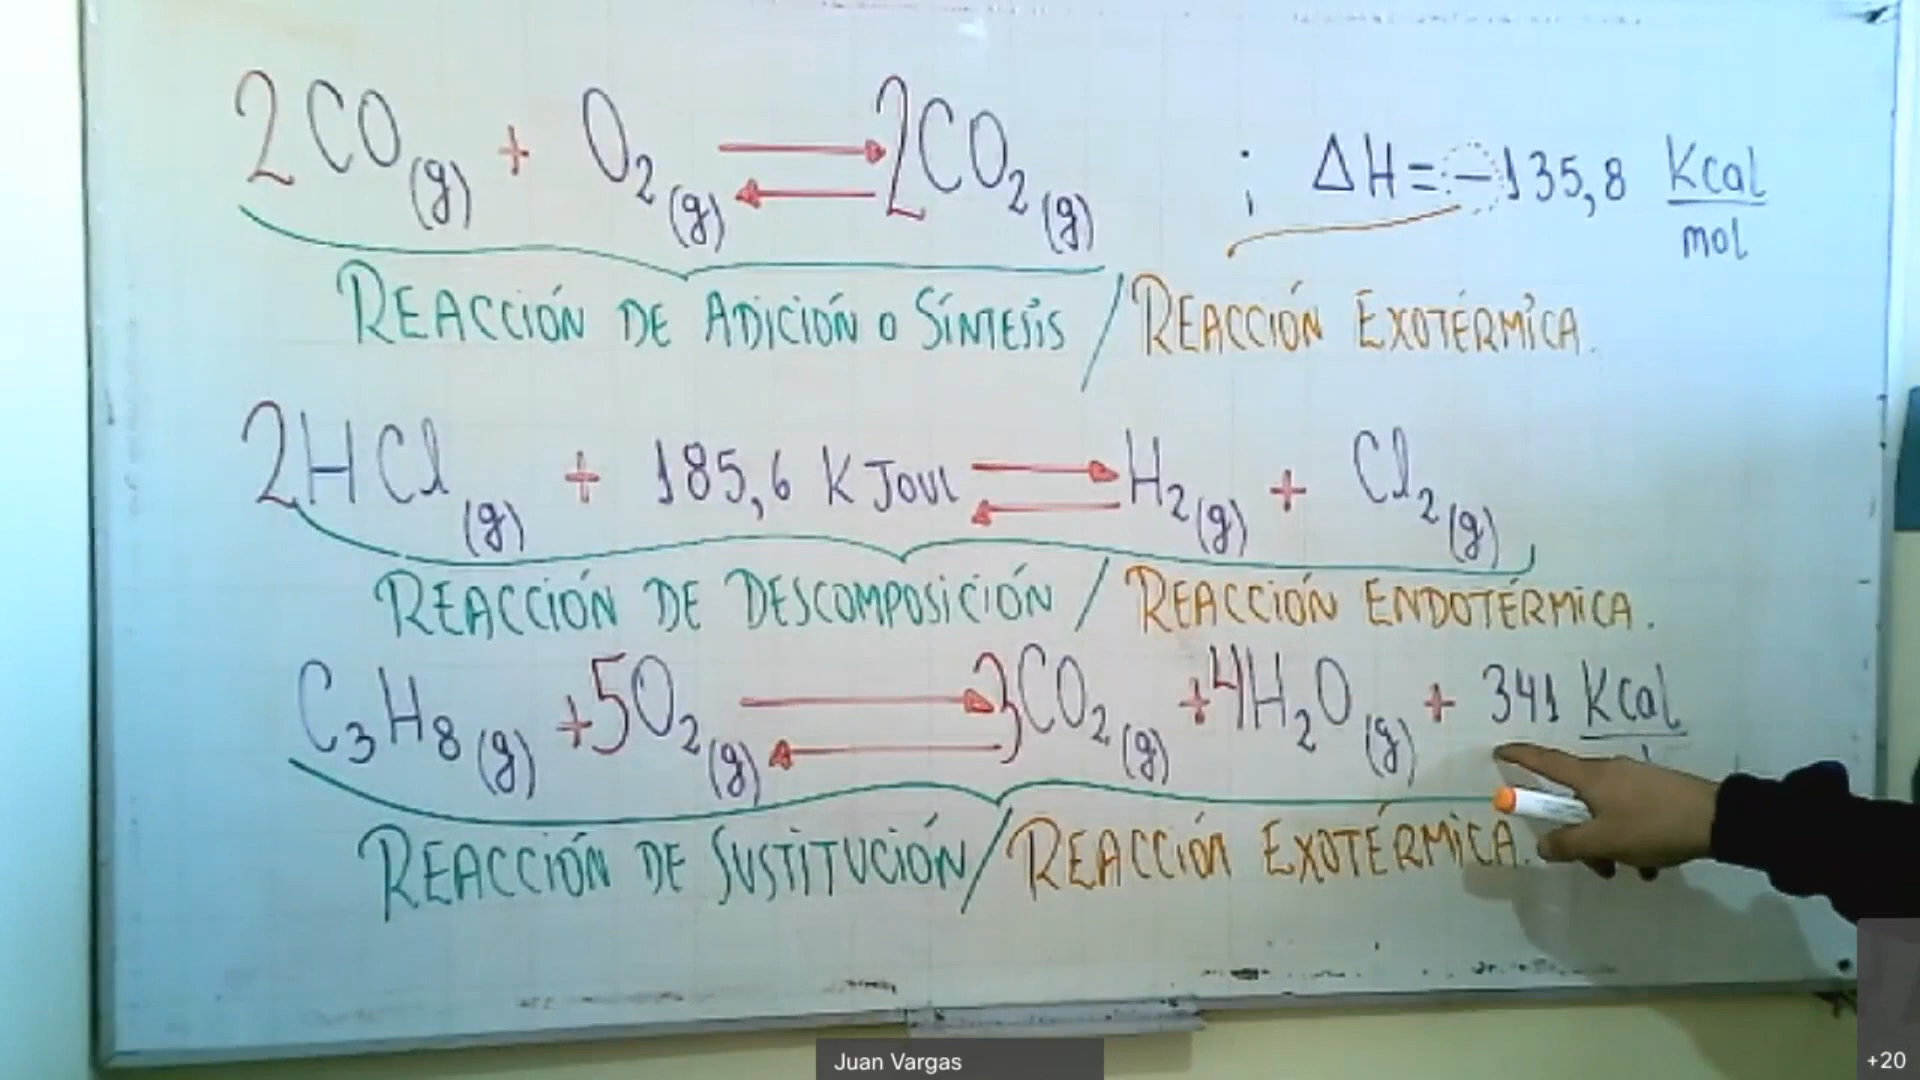 2CO(g) + O2(g) ⇄ 2CO2(g) ; ΔH = -135,8 Kcal/mol
REACCIÓN DE ADICIÓN O SÍNTESIS / REACCIÓN EXOTÉRMICA.
2HCl(g) + 185,6 KJoul ⇄ H2(g) + Cl2(g)
REACCIÓN DE DESCOMPOSICIÓN / REACCIÓN ENDOTÉRMICA.
C3H8(g) + 5O2(g) ⇄ 3CO2(g) + 4H2O(g) + 341 Kcal
REACCIÓN DE SUSTITUCIÓN / REACCIÓN EXOTÉRMICA.
Juan Vargas
+20